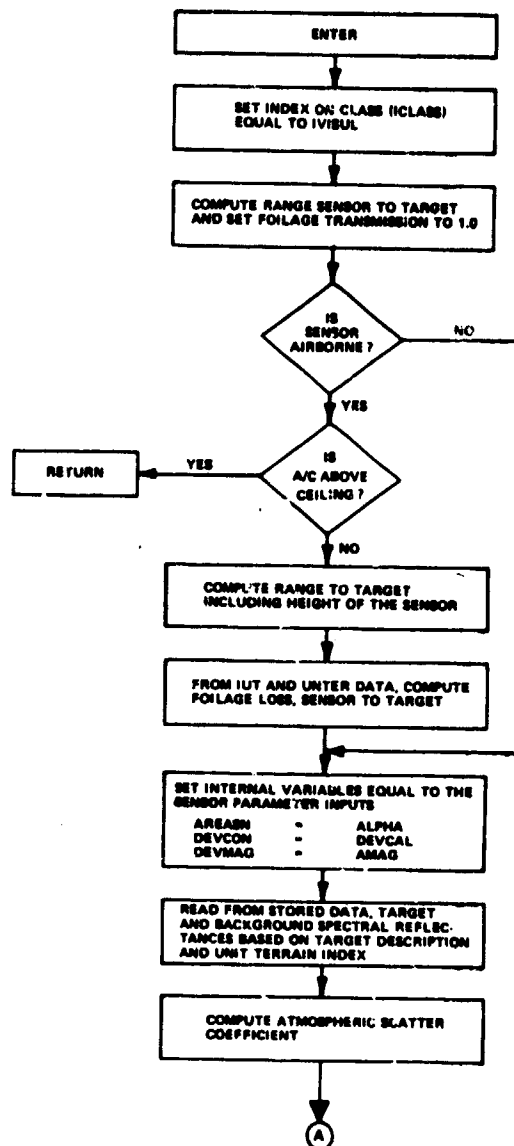 ENTER
SET INDEX ON CLASS (ICLASS)
EQUAL TO IVISUL
COMPUTE RANGE SENSOR TO TARGET
AND SET FOILAGE TRANSMISSION TO 1.0
IS
SENSOR
AIRBORNE ?
NO
YES
IS
A/C ABOVE
CEILING ?
YES
RETURN
NO
COMPUTE RANGE TO TARGET
INCLUDING HEIGHT OF THE SENSOR
FROM IUT AND UNTER DATA, COMPUTE
FOILAGE LOSS, SENSOR TO TARGET
SET INTERNAL VARIABLES EQUAL TO THE
SENSOR PARAMETER INPUTS
AREASN = ALPHA
DEVCON = DEVCAL
DEVMAG = AMAG
READ FROM STORED DATA, TARGET
AND BACKGROUND SPECTRAL REFLEC-
TANCES BASED ON TARGET DESCRIPTION
AND UNIT TERRAIN INDEX
COMPUTE ATMOSPHERIC SCATTER
COEFFICIENT
A